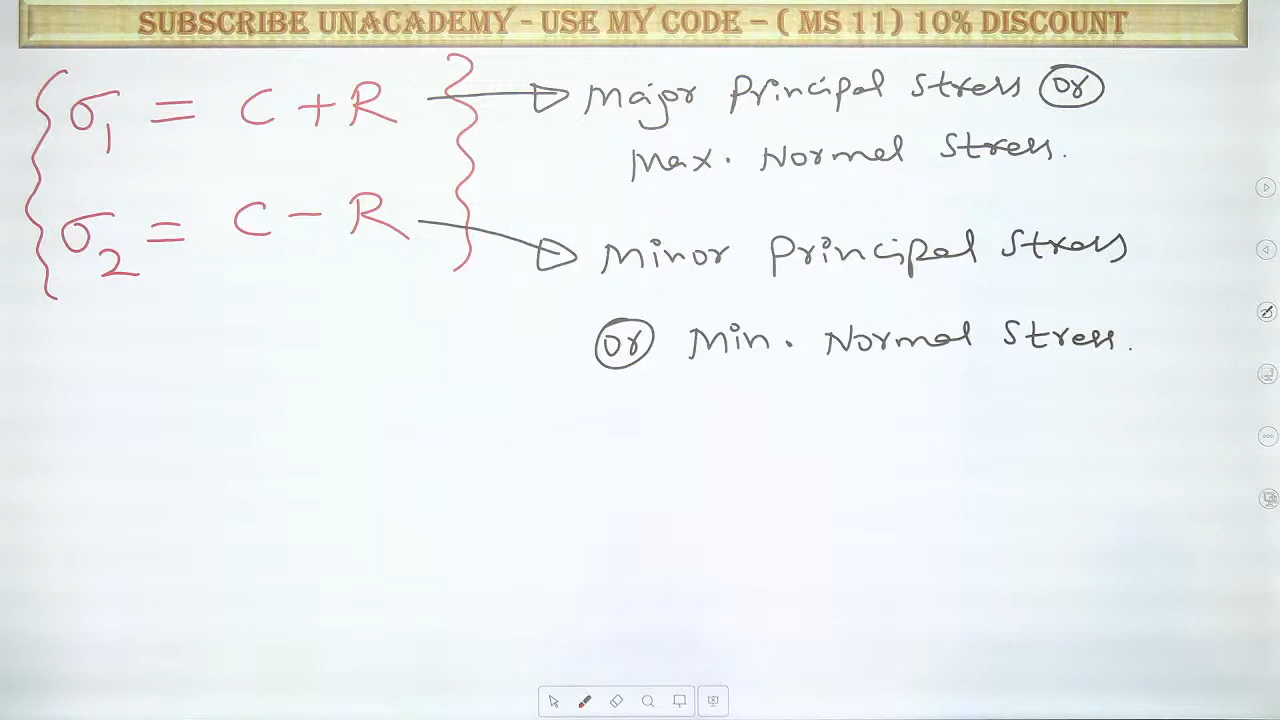 SUBSCRIBE UNACADEMY - USE MY CODE – ( MS 11) 10% DISCOUNT
σ1 = C + R → Major Principal Stress or
Max. Normal Stress.
σ2 = C - R → Minor Principal Stress
or Min. Normal Stress.